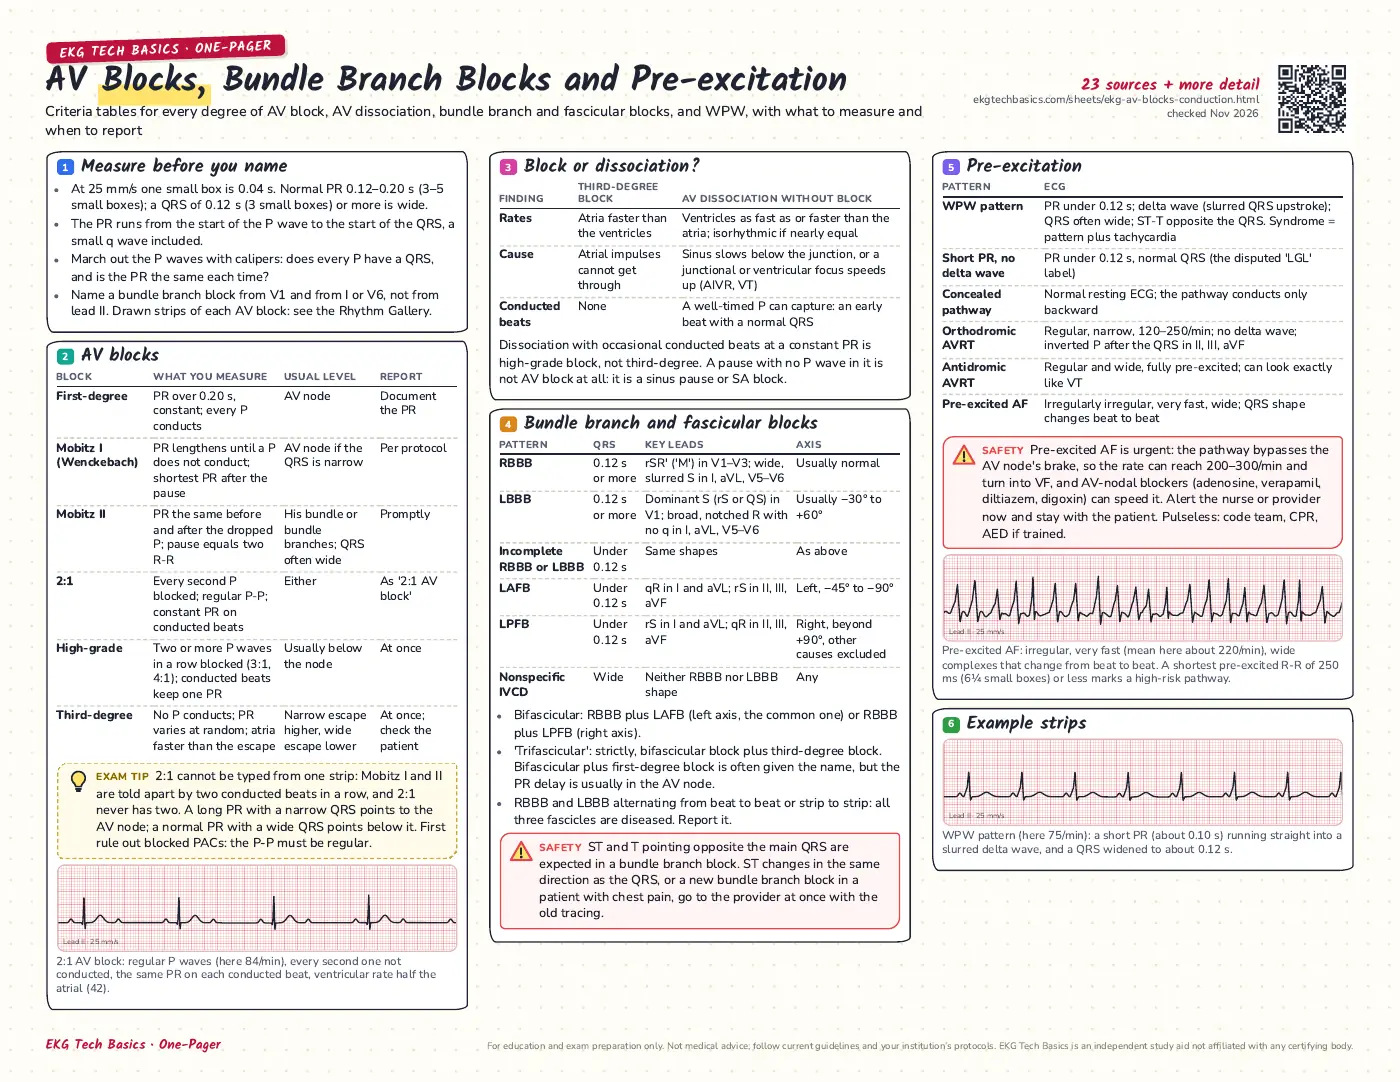 EKG TECH BASICS · ONE-PAGER
AV Blocks, Bundle Branch Blocks and Pre-excitation
Criteria tables for every degree of AV block, AV dissociation, bundle branch and fascicular blocks, and WPW, with what to measure and
when to report
23 sources + more detail
ekgtechbasics.com/sheets/ekg-av-blocks-conduction.html
checked Nov 2026
1 Measure before you name
• At 25 mm/s one small box is 0.04 s. Normal PR 0.12–0.20 s (3–5
small boxes); a QRS of 0.12 s (3 small boxes) or more is wide.
• The PR runs from the start of the P wave to the start of the QRS, a
small q wave included.
• March out the P waves with calipers: does every P have a QRS,
and is the PR the same each time?
• Name a bundle branch block from V1 and from I or V6, not from
lead II. Drawn strips of each AV block: see the Rhythm Gallery.
2 AV blocks
BLOCK WHAT YOU MEASURE USUAL LEVEL REPORT
First-degree PR over 0.20 s, AV node Document
constant; every P the PR
conducts
Mobitz I PR lengthens until a P AV node if the Per protocol
(Wenckebach) does not conduct; QRS is narrow
shortest PR after the
pause
Mobitz II PR the same before His bundle or Promptly
and after the dropped bundle
P; pause equals two branches; QRS
R-R often wide
2:1 Every second P Either As '2:1 AV
blocked; regular P-P; block'
constant PR on
conducted beats
High-grade Two or more P waves Usually below At once
in a row blocked (3:1, the node
4:1); conducted beats
keep one PR
Third-degree No P conducts; PR Narrow escape At once;
varies at random; atria higher, wide check the
faster than the escape escape lower patient
EXAM TIP 2:1 cannot be typed from one strip: Mobitz I and II
are told apart by two conducted beats in a row, and 2:1
never has two. A long PR with a narrow QRS points to the
AV node; a normal PR with a wide QRS points below it. First
rule out blocked PACs: the P-P must be regular.
Lead II · 25 mm/s
2:1 AV block: regular P waves (here 84/min), every second one not
conducted, the same PR on each conducted beat, ventricular rate half the
atrial (42).
3 Block or dissociation?
THIRD-DEGREE
FINDING BLOCK AV DISSOCIATION WITHOUT BLOCK
Rates Atria faster than Ventricles as fast as or faster than the
the ventricles atria; isorhythmic if nearly equal
Cause Atrial impulses Sinus slows below the junction, or a
cannot get junctional or ventricular focus speeds
through up (AIVR, VT)
Conducted None A well-timed P can capture: an early
beats beat with a normal QRS
Dissociation with occasional conducted beats at a constant PR is
high-grade block, not third-degree. A pause with no P wave in it is
not AV block at all: it is a sinus pause or SA block.
4 Bundle branch and fascicular blocks
PATTERN QRS KEY LEADS AXIS
RBBB 0.12 s rSR' ('M') in V1–V3; wide, Usually normal
or more slurred S in I, aVL, V5–V6
LBBB 0.12 s Dominant S (rS or QS) in Usually −30° to
or more V1; broad, notched R with +60°
no q in I, aVL, V5–V6
Incomplete Under Same shapes As above
RBBB or LBBB 0.12 s
LAFB Under qR in I and aVL; rS in II, III, Left, −45° to −90°
0.12 s aVF
LPFB Under rS in I and aVL; qR in II, III, Right, beyond
0.12 s aVF +90°, other
causes excluded
Nonspecific Wide Neither RBBB nor LBBB Any
IVCD shape
• Bifascicular: RBBB plus LAFB (left axis, the common one) or RBBB
plus LPFB (right axis).
• 'Trifascicular': strictly, bifascicular block plus third-degree block.
Bifascicular plus first-degree block is often given the name, but the
PR delay is usually in the AV node.
• RBBB and LBBB alternating from beat to beat or strip to strip: all
three fascicles are diseased. Report it.
SAFETY ST and T pointing opposite the main QRS are
expected in a bundle branch block. ST changes in the same
direction as the QRS, or a new bundle branch block in a
patient with chest pain, go to the provider at once with the
old tracing.
5 Pre-excitation
PATTERN ECG
WPW pattern PR under 0.12 s; delta wave (slurred QRS upstroke);
QRS often wide; ST-T opposite the QRS. Syndrome =
pattern plus tachycardia
Short PR, no PR under 0.12 s, normal QRS (the disputed 'LGL'
delta wave label)
Concealed Normal resting ECG; the pathway conducts only
pathway backward
Orthodromic Regular, narrow, 120–250/min; no delta wave;
AVRT inverted P after the QRS in II, III, aVF
Antidromic Regular and wide, fully pre-excited; can look exactly
AVRT like VT
Pre-excited AF Irregularly irregular, very fast, wide; QRS shape
changes beat to beat
SAFETY Pre-excited AF is urgent: the pathway bypasses the
AV node's brake, so the rate can reach 200–300/min and
turn into VF, and AV-nodal blockers (adenosine, verapamil,
diltiazem, digoxin) can speed it. Alert the nurse or provider
now and stay with the patient. Pulseless: code team, CPR,
AED if trained.
Lead II · 25 mm/s
Pre-excited AF: irregular, very fast (mean here about 220/min), wide
complexes that change from beat to beat. A shortest pre-excited R-R of 250
ms (6¼ small boxes) or less marks a high-risk pathway.
6 Example strips
Lead II · 25 mm/s
WPW pattern (here 75/min): a short PR (about 0.10 s) running straight into a
slurred delta wave, and a QRS widened to about 0.12 s.
EKG Tech Basics · One-Pager
For education and exam preparation only. Not medical advice; follow current guidelines and your institution's protocols. EKG Tech Basics is an independent study aid not affiliated with any certifying body.